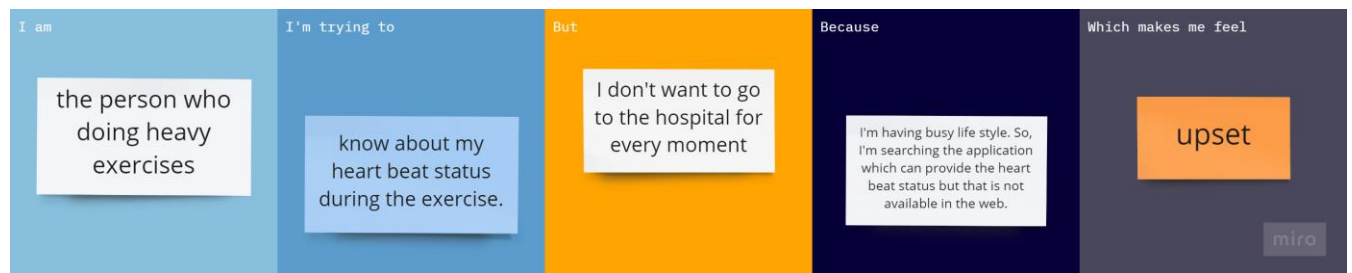 I am
the person who
doing heavy
exercises
I'm trying to
know about my
heart beat status
during the exercise.
But
I don't want to go
to the hospital for
every moment
Because
I'm having busy life style. So,
I'm searching the application
which can provide the heart
beat status but that is not
available in the web.
Which makes me feel
upset
miro